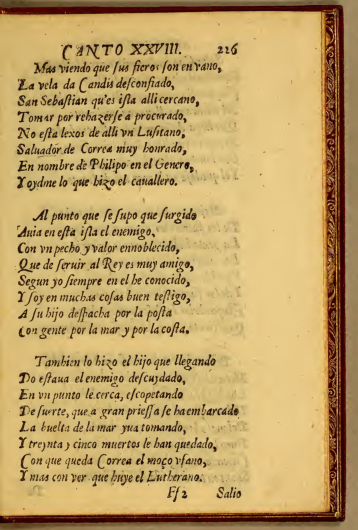 CANTO XXVIII. 226
Mas viendo que ſus fieros ſon en vano,
La vela da Candis deſconfiado,
San Sebaſtian qu'es iſla alli cercano,
Tomar por rehazerſe a procurado,
No eſta lexos de alli vn Luſitano,
Saluador de Correa muy honrado,
En nombre de Philipo en el Genero,
Y oydme lo que hizo el cauallero.
Al punto que ſe ſupo que ſurgido
Auia en eſta iſla el enemigo,
Con vn pecho y valor ennoblecido,
Que de ſeruir al Rey es muy amigo,
Segun yo ſiempre en el he conocido,
Y ſoy en muchas coſas buen teſtigo,
A ſu hijo deſpacha por la poſta
Con gente por la mar y por la coſta.
Tambien lo hizo el hijo que llegando
Do eſtaua el enemigo deſcuydado,
En vn punto le cerca, eſcopetando
De ſuerte, que a gran prieſſa ſe ha embarcado
La buelta de la mar yua tomando,
Y treynta y cinco muertos le han quedado,
Con que queda Correa el moço vfano,
Y mas con ver que huye el Lutherano.
Ff2 Salio